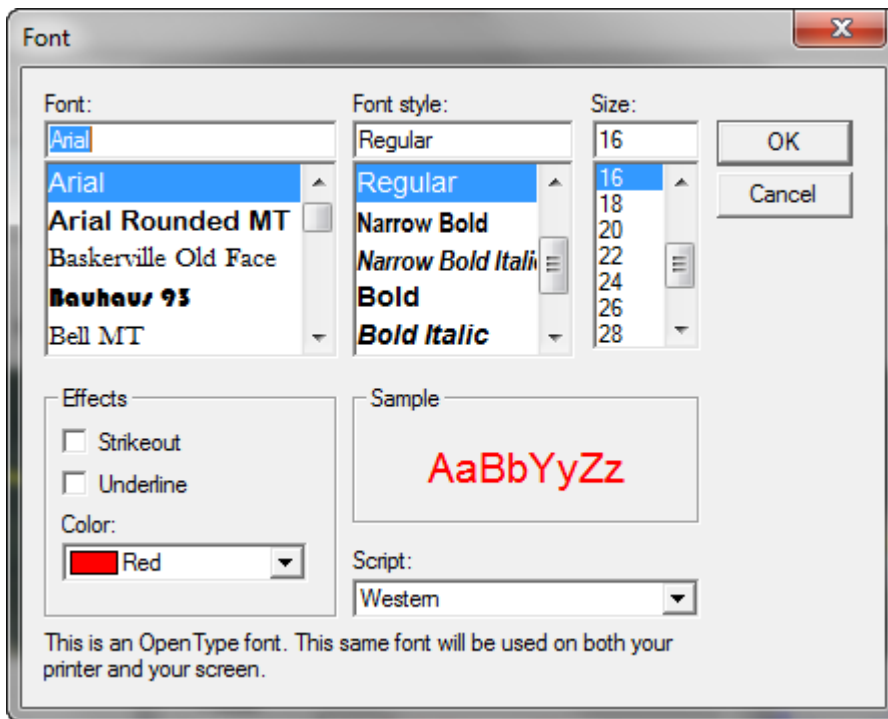 Font
Font:
Arial
Arial
Arial Rounded MT
Baskerville Old Face
Bauhaus 93
Bell MT
Font style:
Regular
Regular
Narrow Bold
Narrow Bold Itali
Bold
Bold Italic
Size:
16
16
18
20
22
24
26
28
OK
Cancel
Effects
Strikeout
Underline
Color:
Red
Sample
AaBbYyZz
Script:
Western
This is an OpenType font. This same font will be used on both your
printer and your screen.